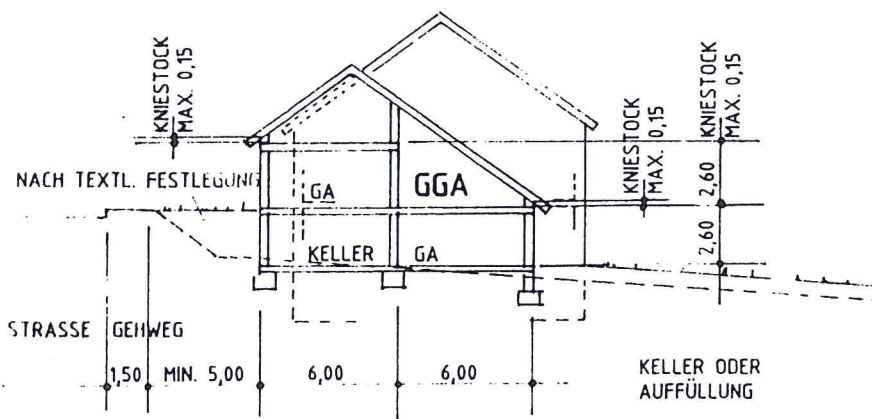 KNIESTOCK
MAX. 0,15
KNIESTOCK
MAX. 0,15
KNIESTOCK
MAX. 0,15
NACH TEXTL. FESTLEGUNG
GA
GGA
2,60
KELLER
GA
2,60
STRASSE
GEHWEG
1,50
MIN. 5,00
6,00
6,00
KELLER ODER
AUFFÜLLUNG